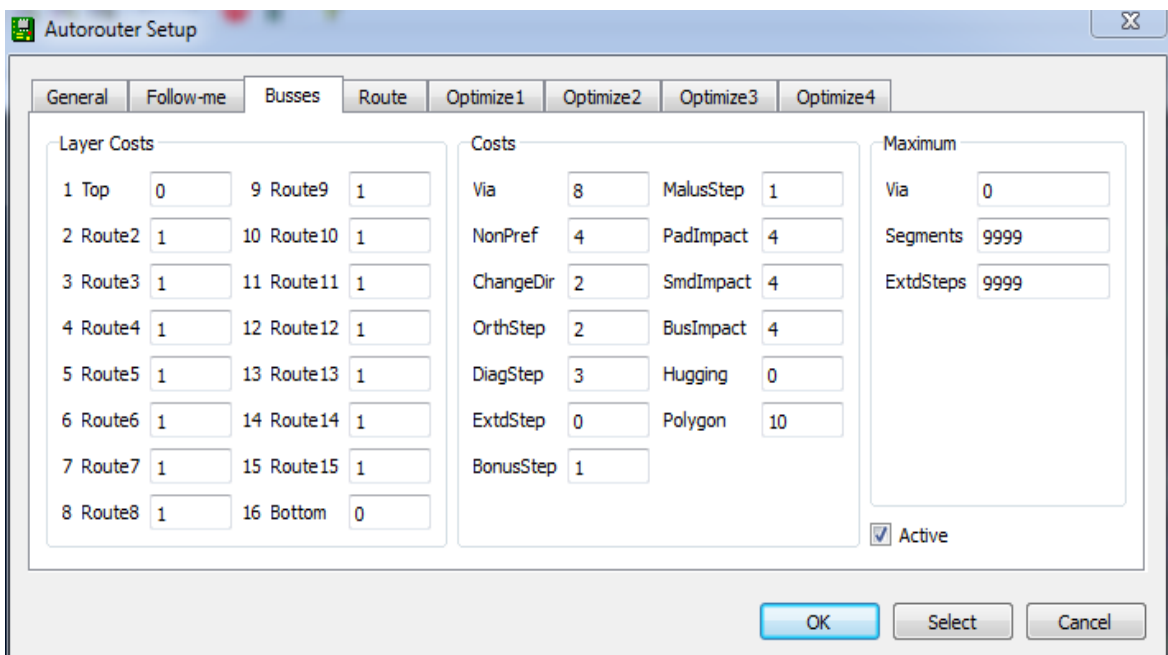 Autorouter Setup
General Follow-me Busses Route Optimize1 Optimize2 Optimize3 Optimize4
Layer Costs Costs Maximum
1 Top 0 9 Route9 1 Via 8 MalusStep 1 Via 0
2 Route2 1 10 Route10 1 NonPref 4 PadImpact 4 Segments 9999
3 Route3 1 11 Route11 1 ChangeDir 2 SmdImpact 4 ExtdSteps 9999
4 Route4 1 12 Route12 1 OrthStep 2 BusImpact 4
5 Route5 1 13 Route13 1 DiagStep 3 Hugging 0
6 Route6 1 14 Route14 1 ExtdStep 0 Polygon 10
7 Route7 1 15 Route15 1 BonusStep 1
8 Route8 1 16 Bottom 0
Active
OK Select Cancel